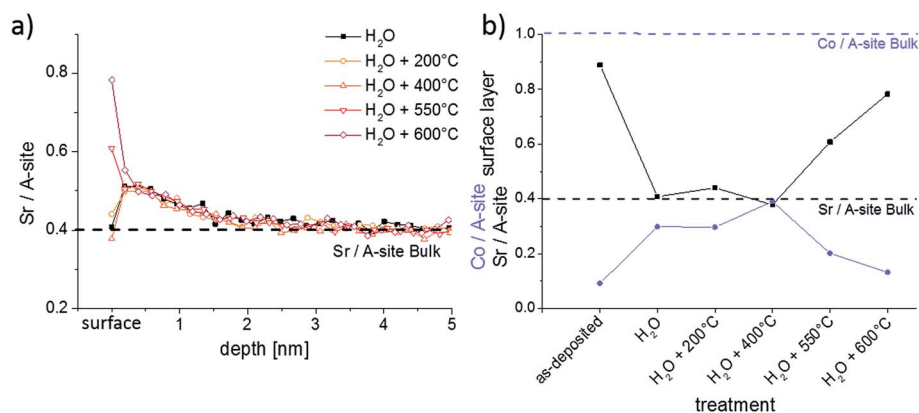 a)
Sr / A-site
0.8
0.6
0.4
0.2
H₂O
H₂O + 200°C
H₂O + 400°C
H₂O + 550°C
H₂O + 600°C
Sr / A-site Bulk
surface
1
2
3
4
5
depth [nm]
b)
Co / A-site
Sr / A-site surface layer
1.0
0.8
0.6
0.4
0.2
0.0
Co / A-site Bulk
Sr / A-site Bulk
as-deposited
H₂O
H₂O + 200°C
H₂O + 400°C
H₂O + 550°C
H₂O + 600°C
treatment